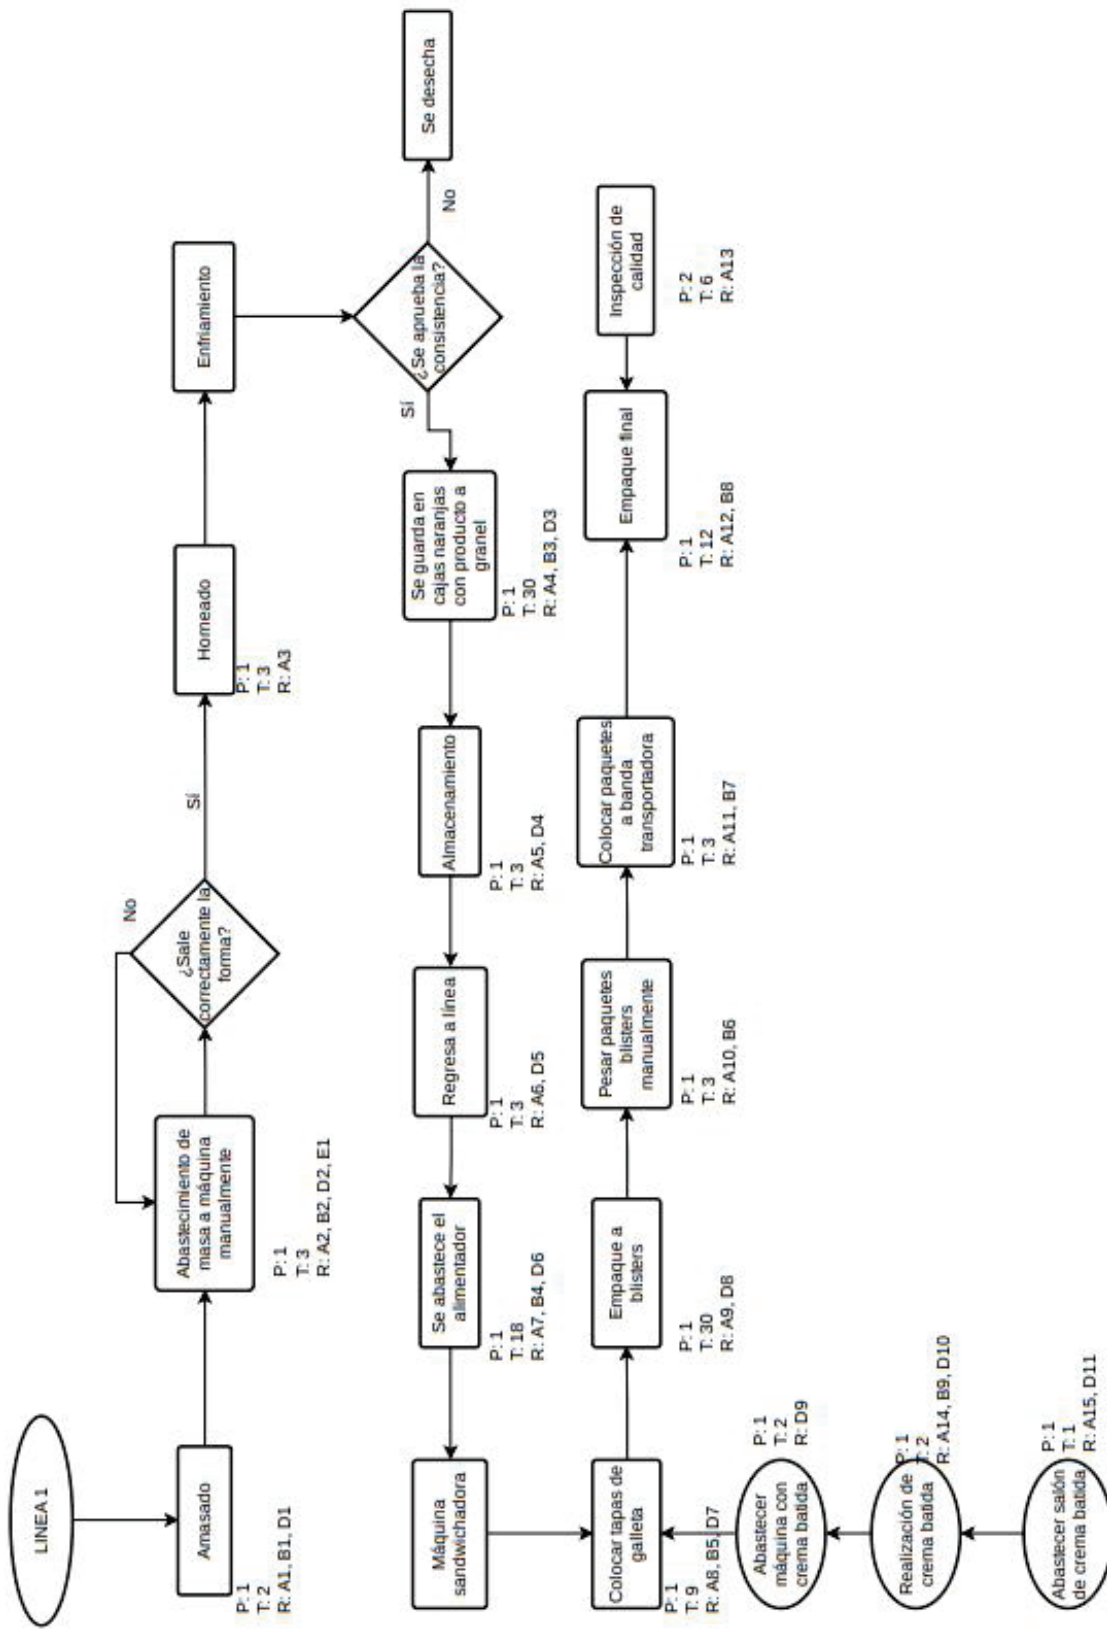 LINEA 1
Amasado
P: 1
T: 2
R: A1, B1, D1
Abastecimiento de
masa a máquina
manualmente
P: 1
T: 3
R: A2, B2, D2, E1
¿Sale
correctamente la
forma?
No
Sí
Horneado
P: 1
T: 3
R: A3
Enfriamiento
¿Se aprueba la
consistencia?
No
Se desecha
Sí
Se guarda en
cajas naranjas
con producto a
granel
P: 1
T: 30
R: A4, B3, D3
Almacenamiento
P: 1
T: 3
R: A5, D4
Regresa a línea
P: 1
T: 3
R: A6, D5
Se abastece el
alimentador
P: 1
T: 18
R: A7, B4, D6
Máquina
sandwichadora
Colocar tapas de
galleta
P: 1
T: 9
R: A8, B5, D7
Empaque a
blisters
P: 1
T: 30
R: A9, D8
Pesar paquetes
blisters
manualmente
P: 1
T: 3
R: A10, B6
Colocar paquetes
a banda
transportadora
P: 1
T: 3
R: A11, B7
Empaque final
P: 1
T: 12
R: A12, B8
Inspección de
calidad
P: 2
T: 6
R: A13
Abastecer
máquina con
crema batida
P: 1
T: 2
R: D9
Realización de
crema batida
P: 1
T: 2
R: A14, B9, D10
Abastecer salón
de crema batida
P: 1
T: 1
R: A15, D11